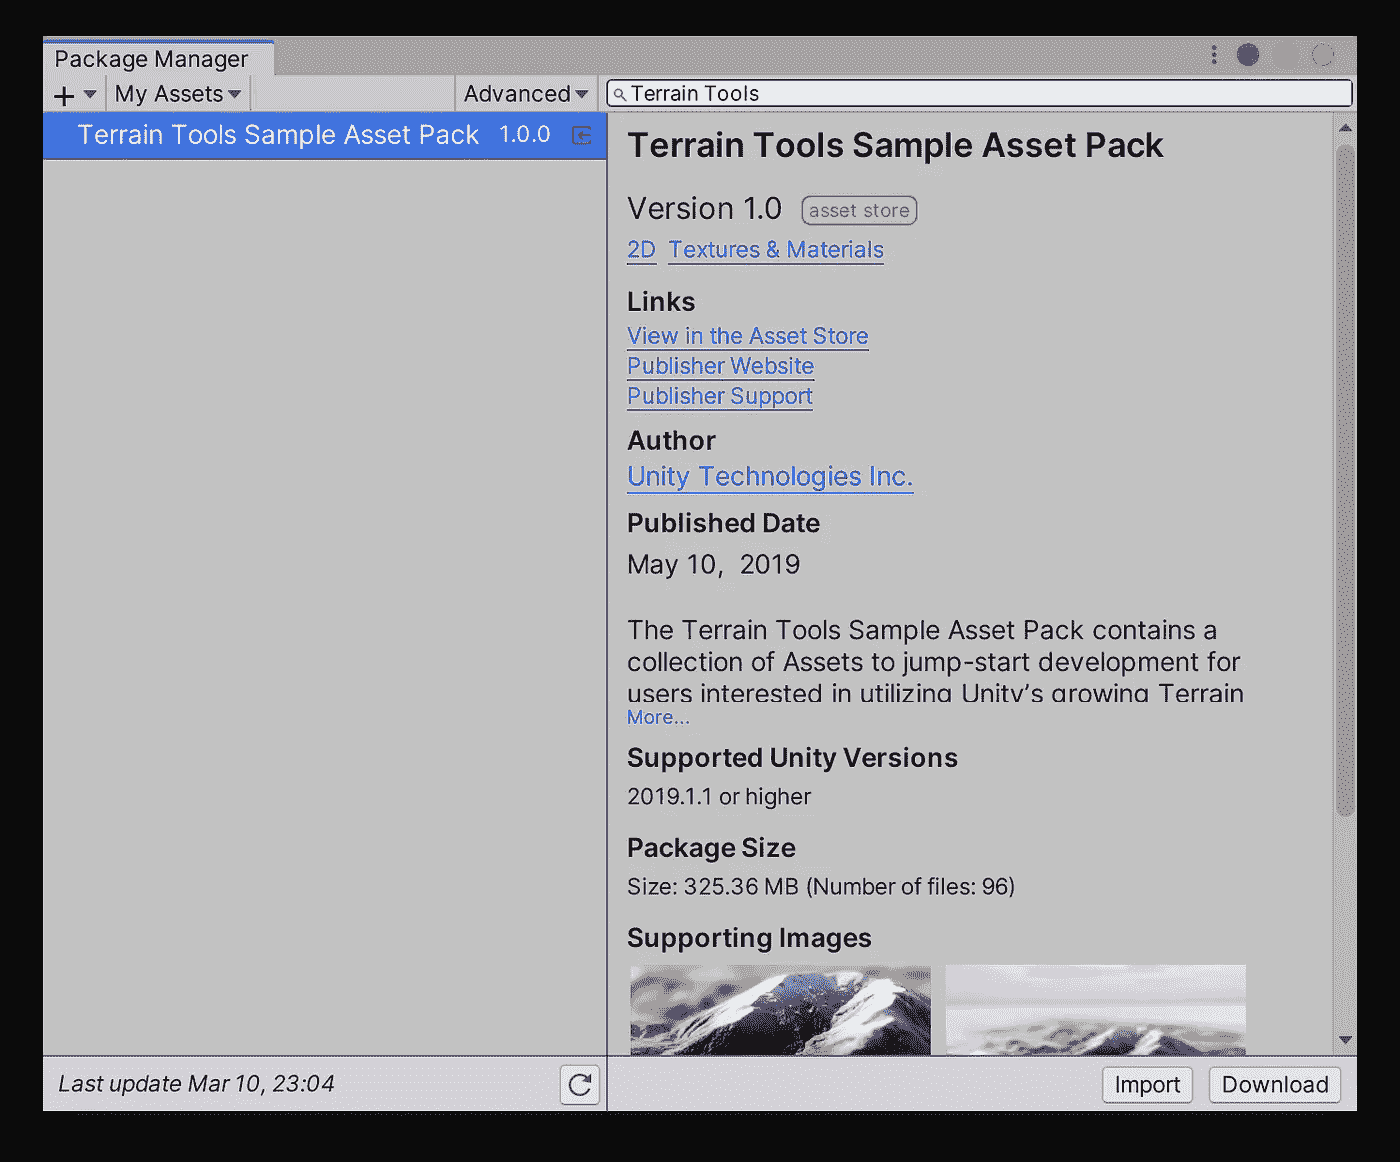 Package Manager
My Assets
Advanced
Terrain Tools
Terrain Tools Sample Asset Pack 1.0.0
Terrain Tools Sample Asset Pack
Version 1.0 asset store
2D Textures & Materials
Links
View in the Asset Store
Publisher Website
Publisher Support
Author
Unity Technologies Inc.
Published Date
May 10, 2019
The Terrain Tools Sample Asset Pack contains a
collection of Assets to jump-start development for
users interested in utilizing Unity's growing Terrain
More...
Supported Unity Versions
2019.1.1 or higher
Package Size
Size: 325.36 MB (Number of files: 96)
Supporting Images
Last update Mar 10, 23:04
Import Download